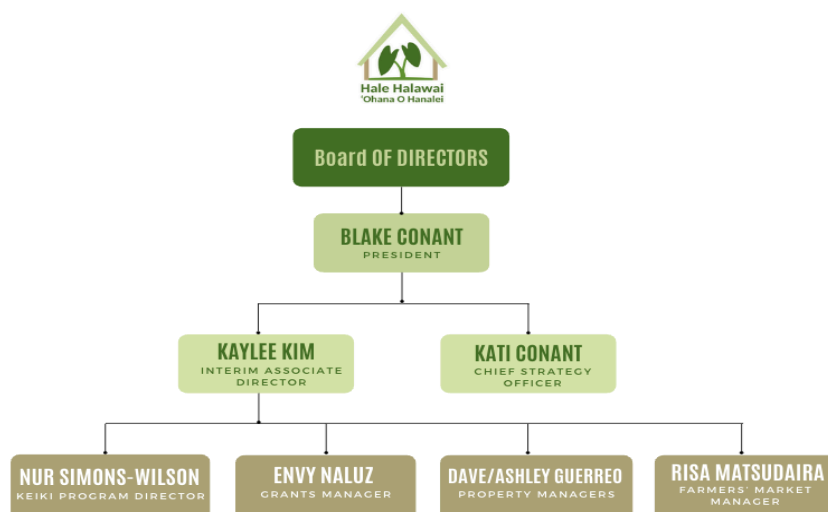 Hale Halawai
'Ohana O Hanalei
Board OF DIRECTORS
BLAKE CONANT
PRESIDENT
KAYLEE KIM
INTERIM ASSOCIATE
DIRECTOR
KATI CONANT
CHIEF STRATEGY
OFFICER
NUR SIMONS-WILSON
KEIKI PROGRAM DIRECTOR
ENVY NALUZ
GRANTS MANAGER
DAVE/ASHLEY GUERREO
PROPERTY MANAGERS
RISA MATSUDAIRA
FARMERS' MARKET
MANAGER